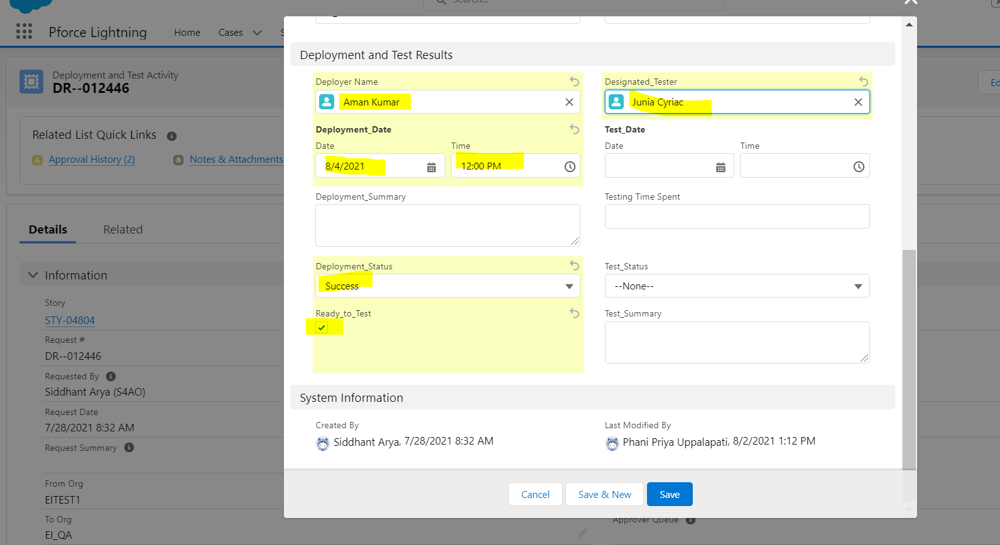 Search...
Pforce Lightning
Home
Cases
Deployment and Test Activity
DR--012446
Related List Quick Links
Approval History (2)
Notes & Attachments
Details
Related
Information
Story
STY-04804
Request #
DR--012446
Requested By
Siddhant Arya (S4AO)
Request Date
7/28/2021 8:32 AM
Request Summary
From Org
EITEST1
To Org
EI_QA
Deployment and Test Results
Deployer Name
Aman Kumar
Designated_Tester
Junia Cyriac
Deployment_Date
Date
Time
8/4/2021
12:00 PM
Test_Date
Date
Time
Deployment_Summary
Testing Time Spent
Deployment_Status
Success
Test_Status
--None--
Ready_to_Test
Test_Summary
System Information
Created By
Siddhant Arya, 7/28/2021 8:32 AM
Last Modified By
Phani Priya Uppalapati, 8/2/2021 1:12 PM
Cancel
Save & New
Save
Approver Queue